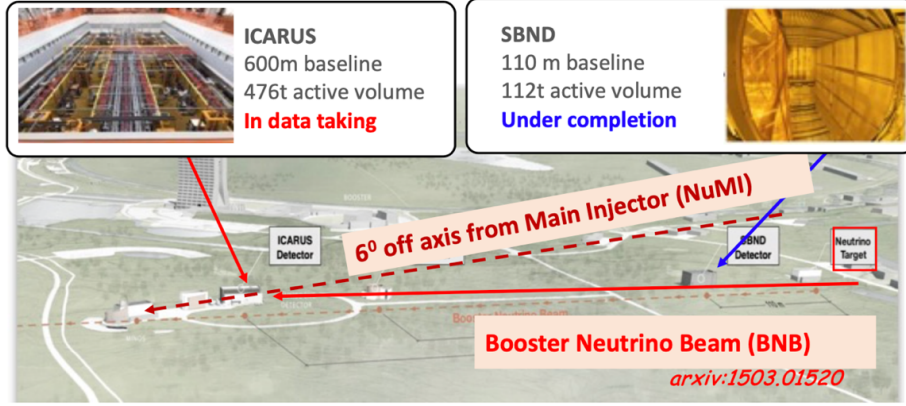 ICARUS
600m baseline
476t active volume
In data taking
SBND
110 m baseline
112t active volume
Under completion
BOOSTER
6⁰ off axis from Main Injector (NuMI)
ICARUS
Detector
SBND
Detector
Neutrino
Target
Booster Neutrino Beam
Booster Neutrino Beam (BNB)
arxiv:1503.01520